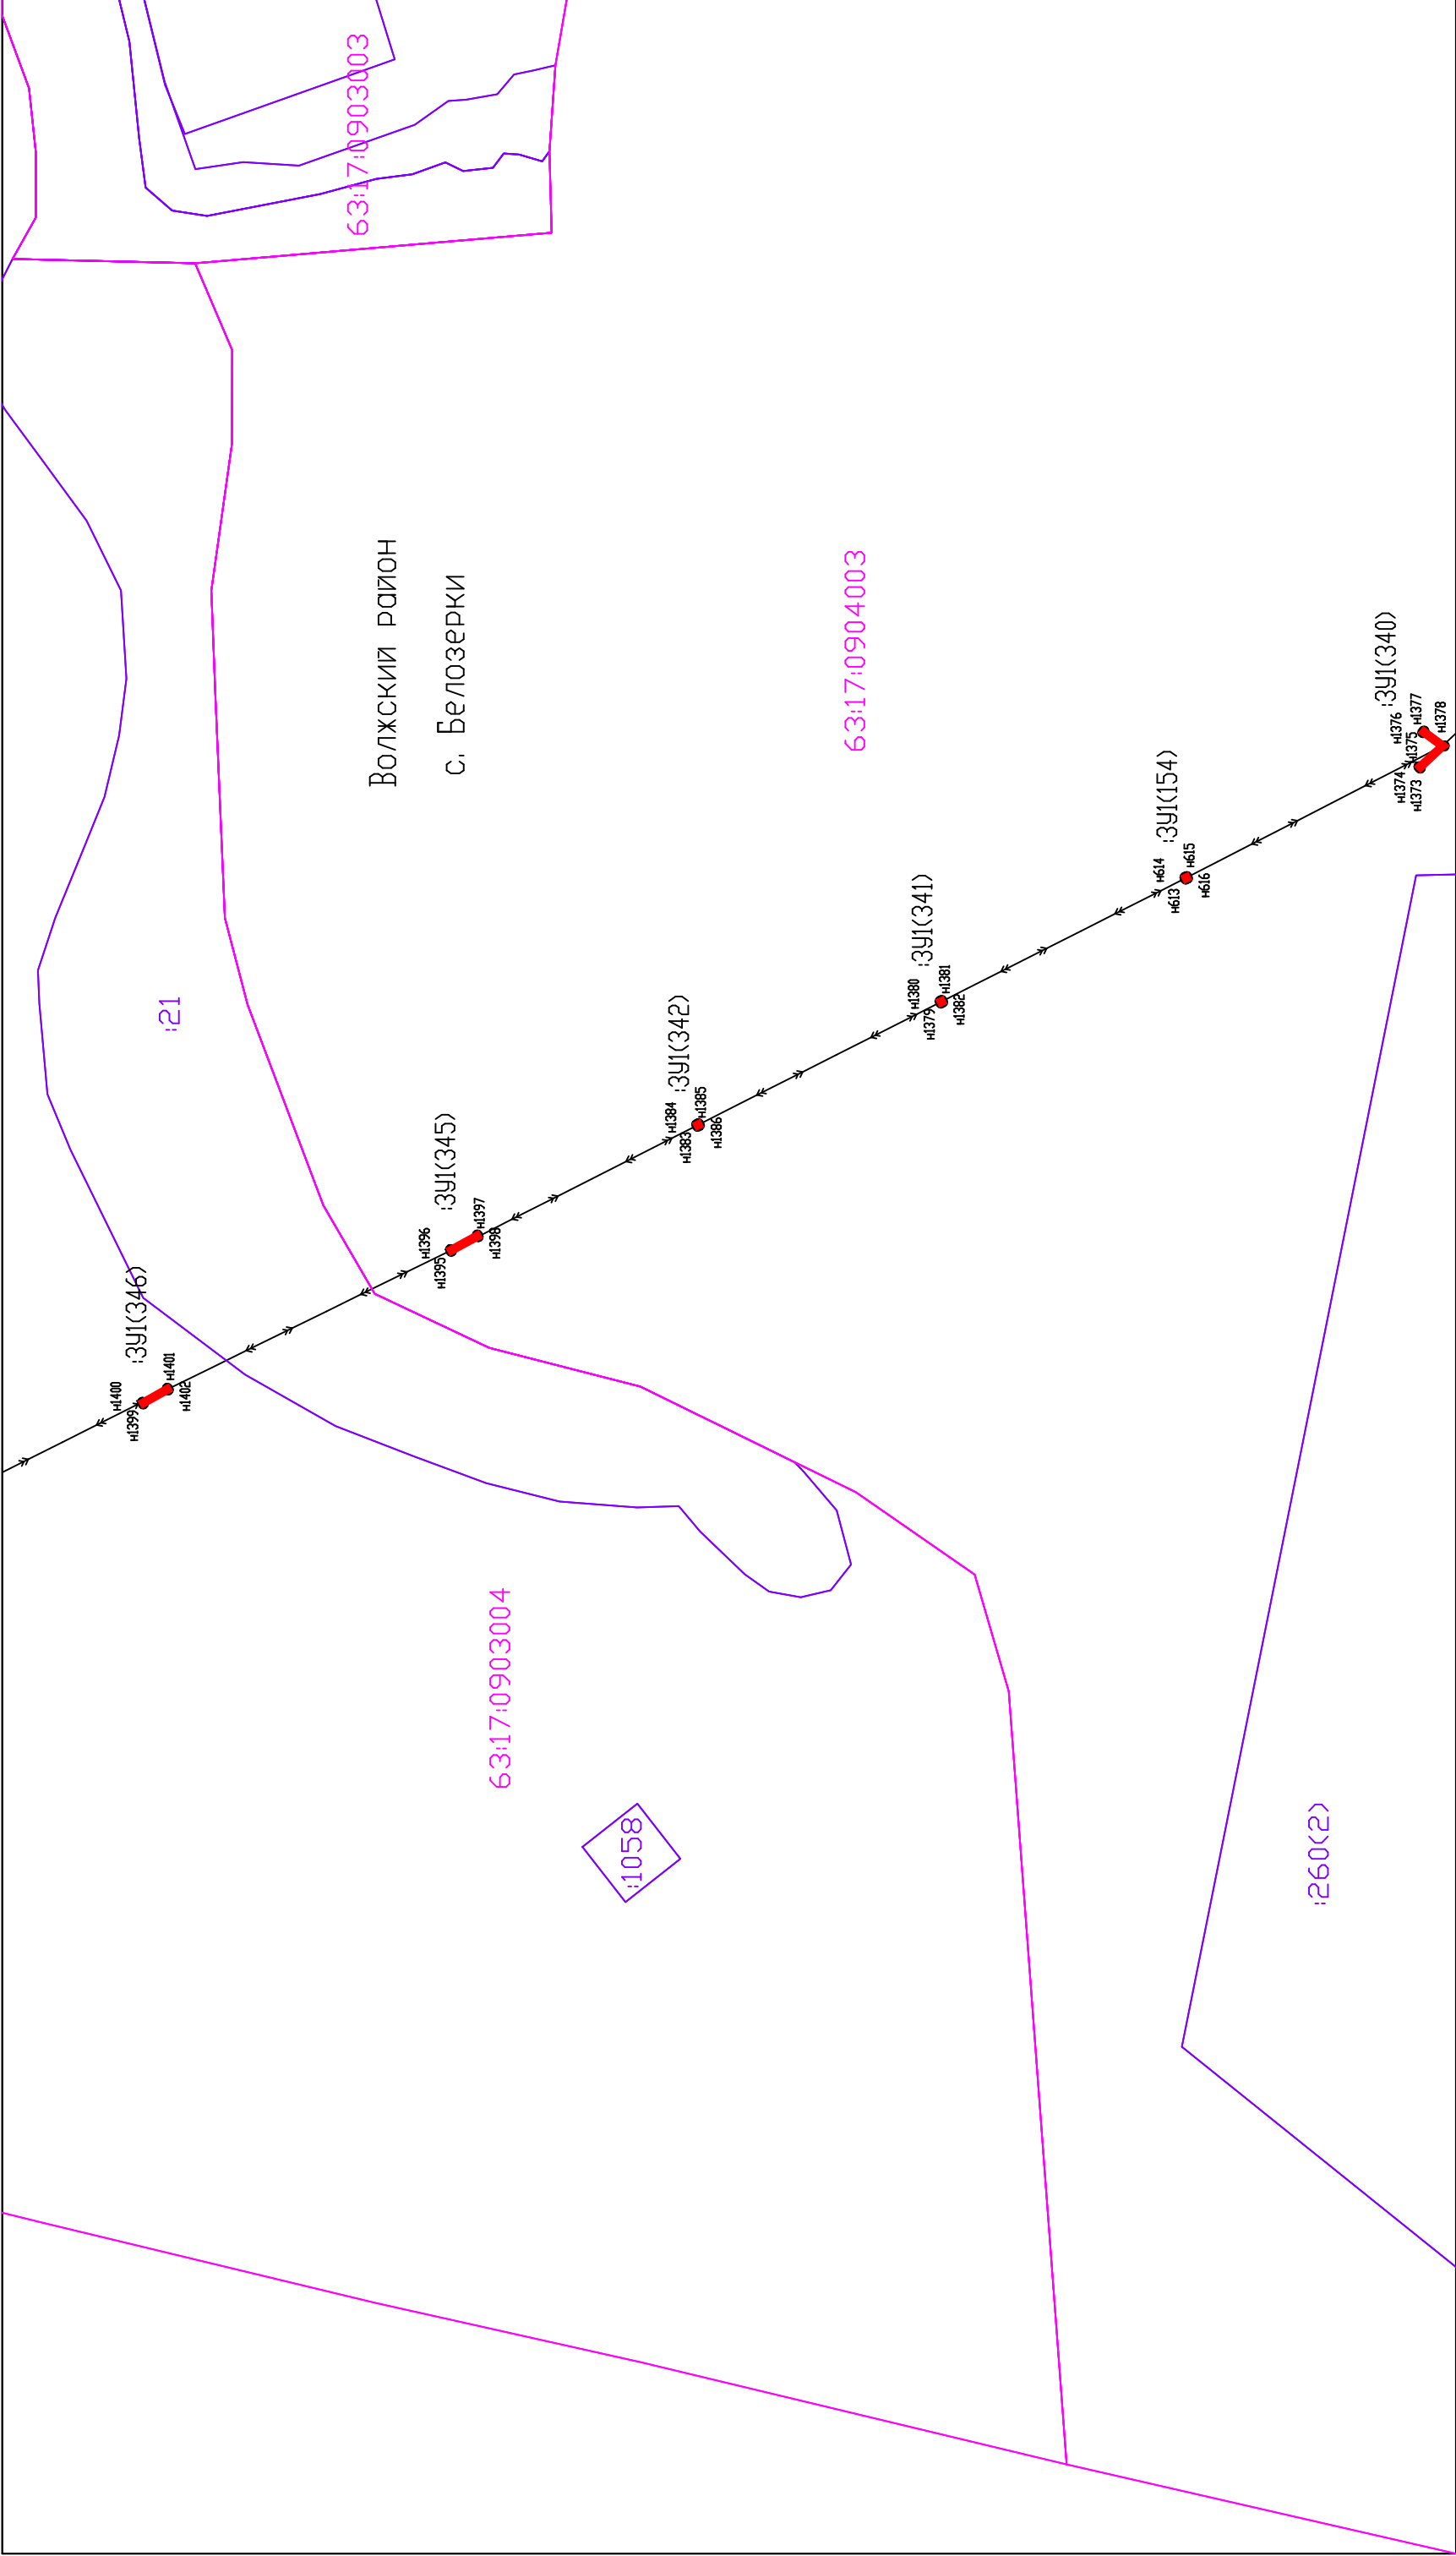 63:17:0903003
Волжский район
с. Белозерки
63:17:0904003
:21
:ЗУ1(340)
н1376
н1377
н1375
н1378
н1374
н1373
:ЗУ1(154)
н614
н615
н613
н616
:ЗУ1(341)
н1380
н1381
н1379
н1382
:ЗУ1(342)
н1384
н1385
н1383
н1386
:ЗУ1(345)
н1396
н1397
н1395
н1398
:ЗУ1(346)
н1400
н1401
н1399
н1402
63:17:0903004
:1058
:260(2)